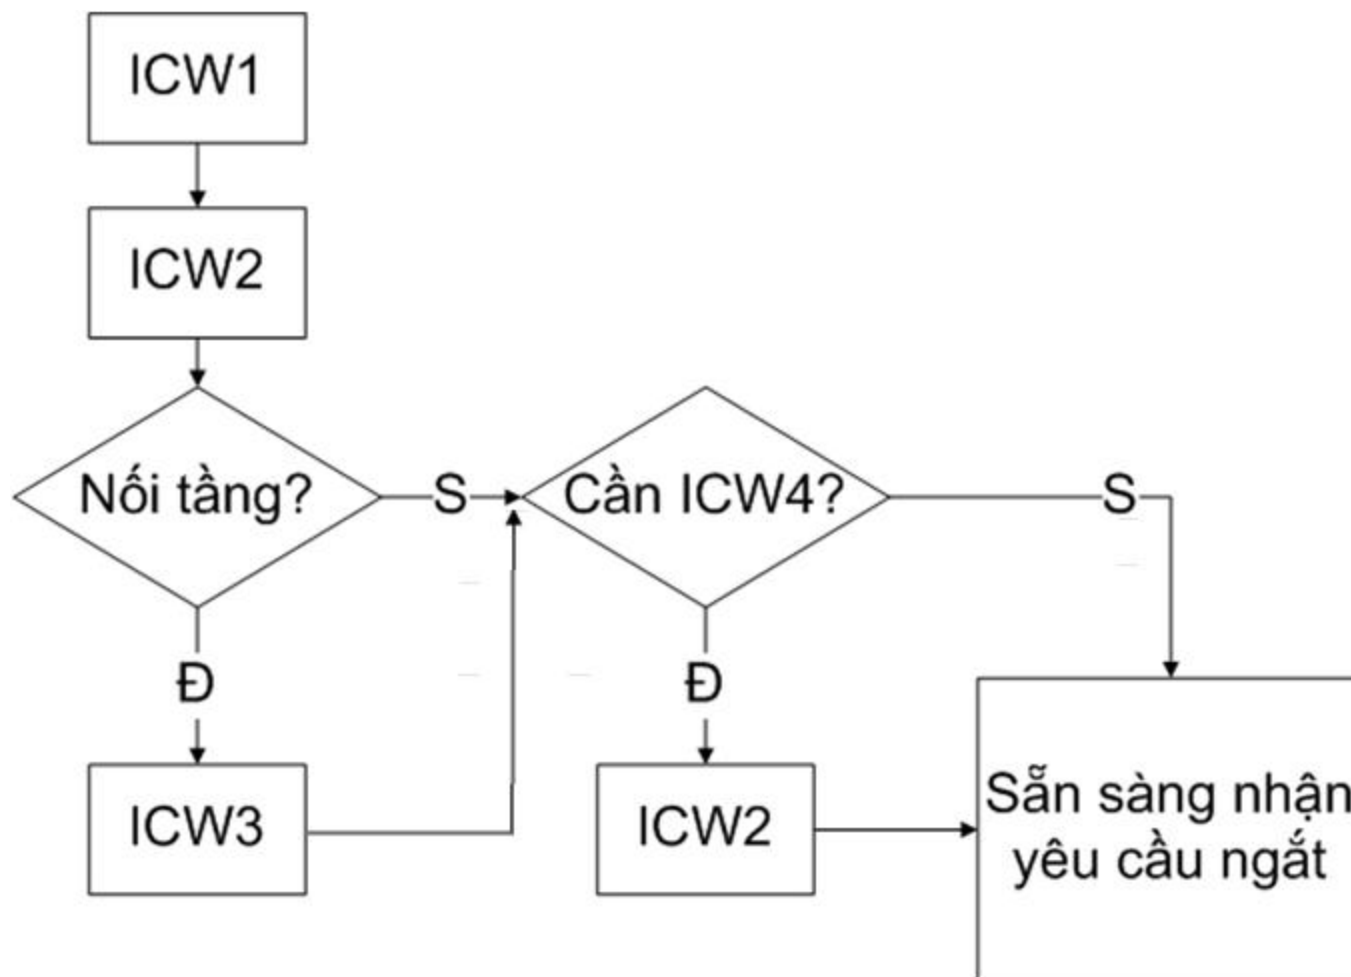 ICW1
ICW2
Nối tầng?
S
Cần ICW4?
S
Đ
Đ
ICW3
ICW2
Sẵn sàng nhận
yêu cầu ngắt